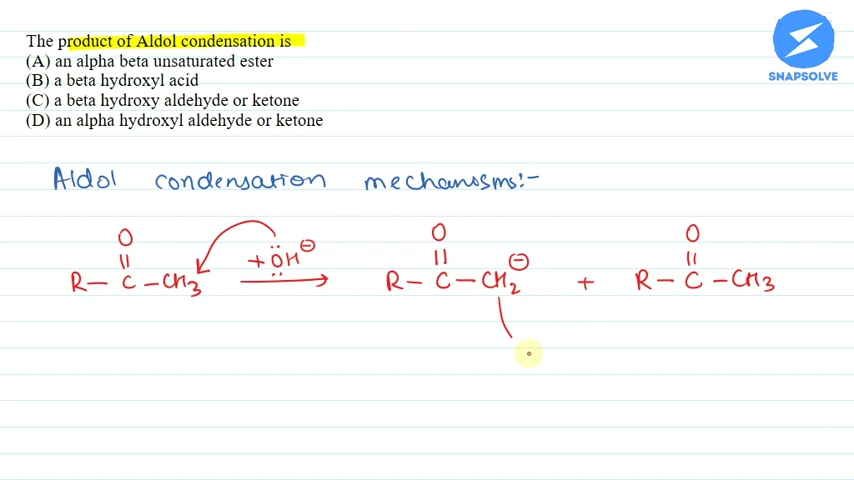 The product of Aldol condensation is
(A) an alpha beta unsaturated ester
(B) a beta hydroxyl acid
(C) a beta hydroxy aldehyde or ketone
(D) an alpha hydroxyl aldehyde or ketone
SNAPSOLVE
Aldol condensation mechanisms:-
O O O
|| +ÖH⊖ || ⊖ ||
R-C-CH3 R-C-CH2 + R-C-CH3